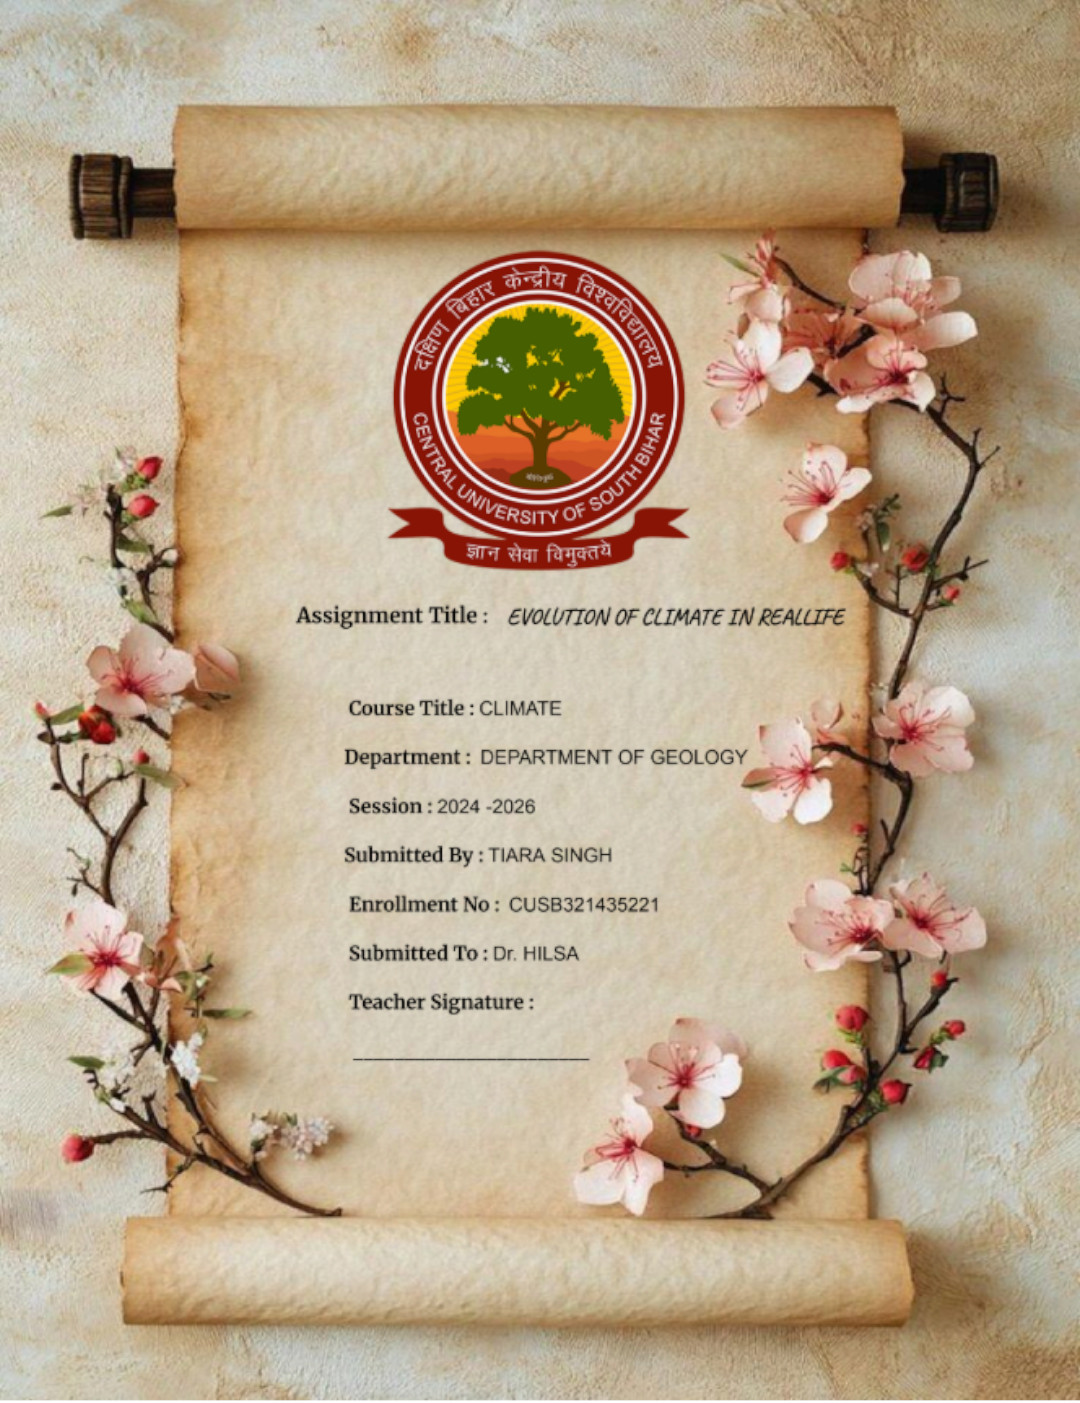 दक्षिण बिहार केन्द्रीय विश्वविद्यालय
CENTRAL UNIVERSITY OF SOUTH BIHAR
ज्ञान सेवा विमुक्तये
Assignment Title : EVOLUTION OF CLIMATE IN REALLIFE
Course Title : CLIMATE
Department : DEPARTMENT OF GEOLOGY
Session : 2024 -2026
Submitted By : TIARA SINGH
Enrollment No : CUSB321435221
Submitted To : Dr. HILSA
Teacher Signature :